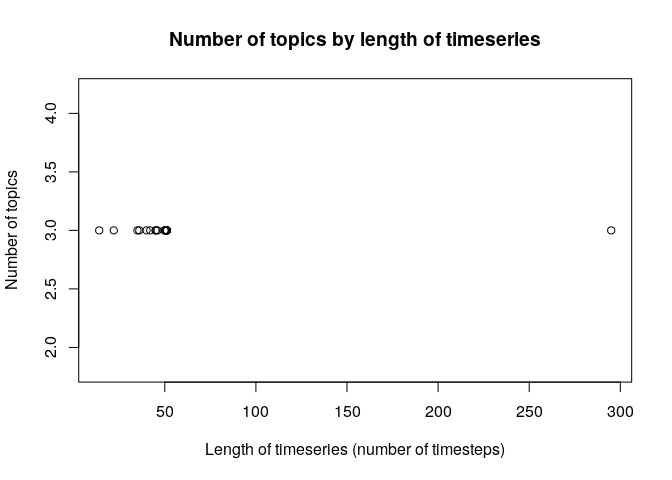 Number of topics by length of timeseries
Number of topics
4.0
3.5
3.0
2.5
2.0
50 100 150 200 250 300
Length of timeseries (number of timesteps)